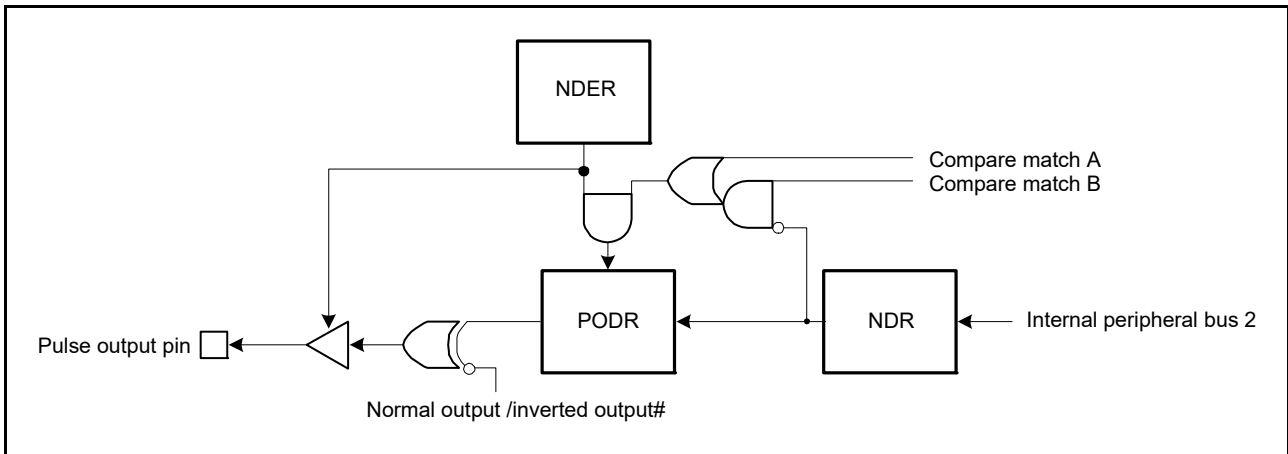 NDER
Compare match A
Compare match B
PODR
NDR
Internal peripheral bus 2
Pulse output pin
Normal output /inverted output#